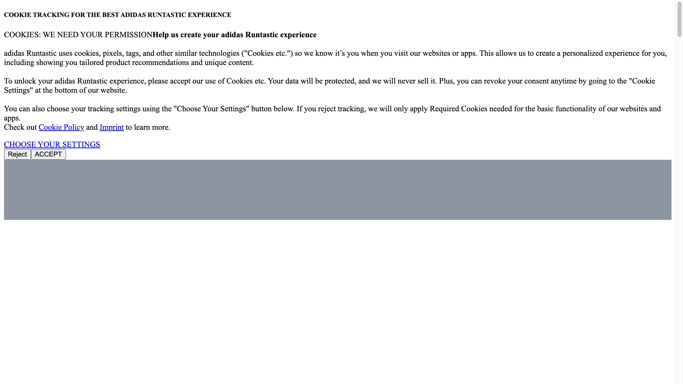 COOKIE TRACKING FOR THE BEST ADIDAS RUNTASTIC EXPERIENCE
COOKIES: WE NEED YOUR PERMISSIONHelp us create your adidas Runtastic experience
adidas Runtastic uses cookies, pixels, tags, and other similar technologies ("Cookies etc.") so we know it’s you when you visit our websites or apps. This allows us to create a personalized experience for you,
including showing you tailored product recommendations and unique content.
To unlock your adidas Runtastic experience, please accept our use of Cookies etc. Your data will be protected, and we will never sell it. Plus, you can revoke your consent anytime by going to the "Cookie
Settings" at the bottom of our website.
You can also choose your tracking settings using the "Choose Your Settings" button below. If you reject tracking, we will only apply Required Cookies needed for the basic functionality of our websites and
apps.
Check out Cookie Policy and Imprint to learn more.
CHOOSE YOUR SETTINGS
Reject ACCEPT